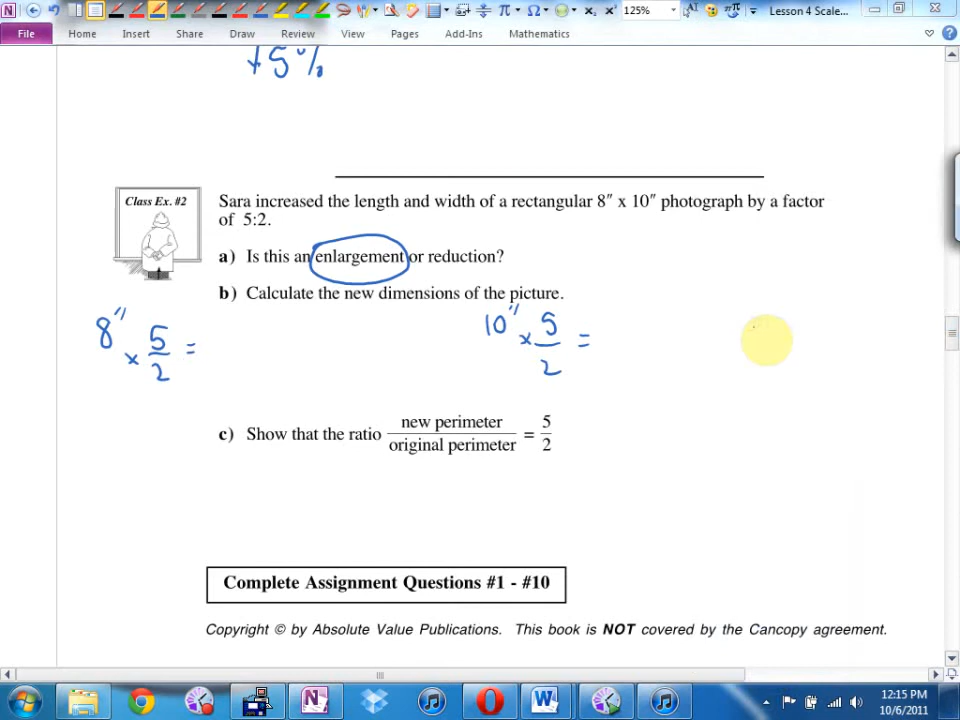 125% Lesson 4 Scale...
File Home Insert Share Draw Review View Pages Add-Ins Mathematics
+5%
Class Ex. #2
Sara increased the length and width of a rectangular 8″ x 10″ photograph by a factor
of 5:2.
a) Is this an enlargement or reduction?
b) Calculate the new dimensions of the picture.
8" × 5/2 =
10" × 5/2 =
c) Show that the ratio new perimeter / original perimeter = 5/2
Complete Assignment Questions #1 - #10
Copyright © by Absolute Value Publications. This book is NOT covered by the Cancopy agreement.
12:15 PM
10/6/2011